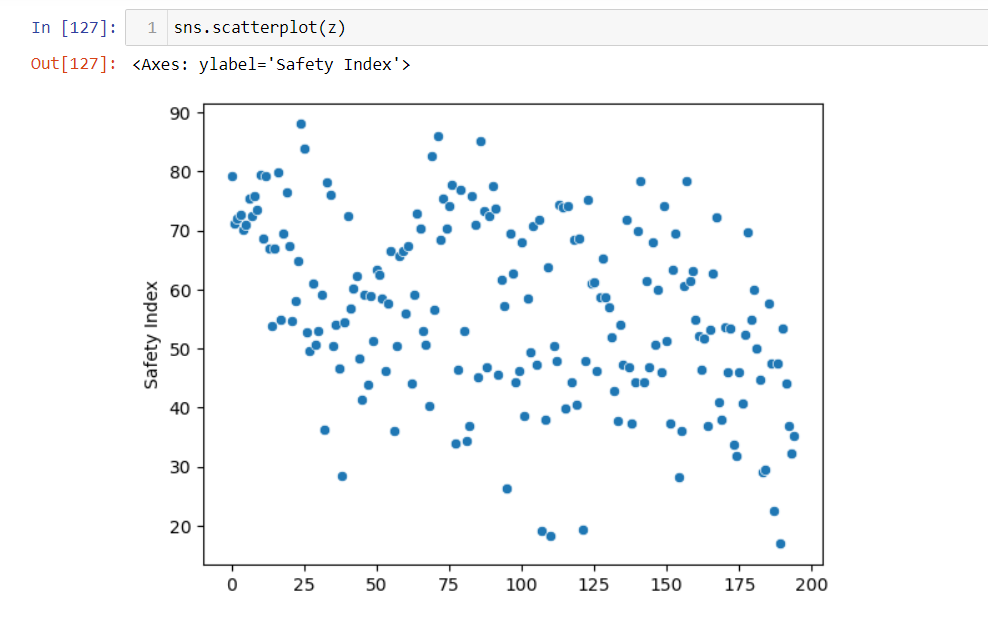 In [127]: 1 sns.scatterplot(z)
Out[127]: <Axes: ylabel='Safety Index'>
90
80
70
60
50
40
30
20
Safety Index
0 25 50 75 100 125 150 175 200